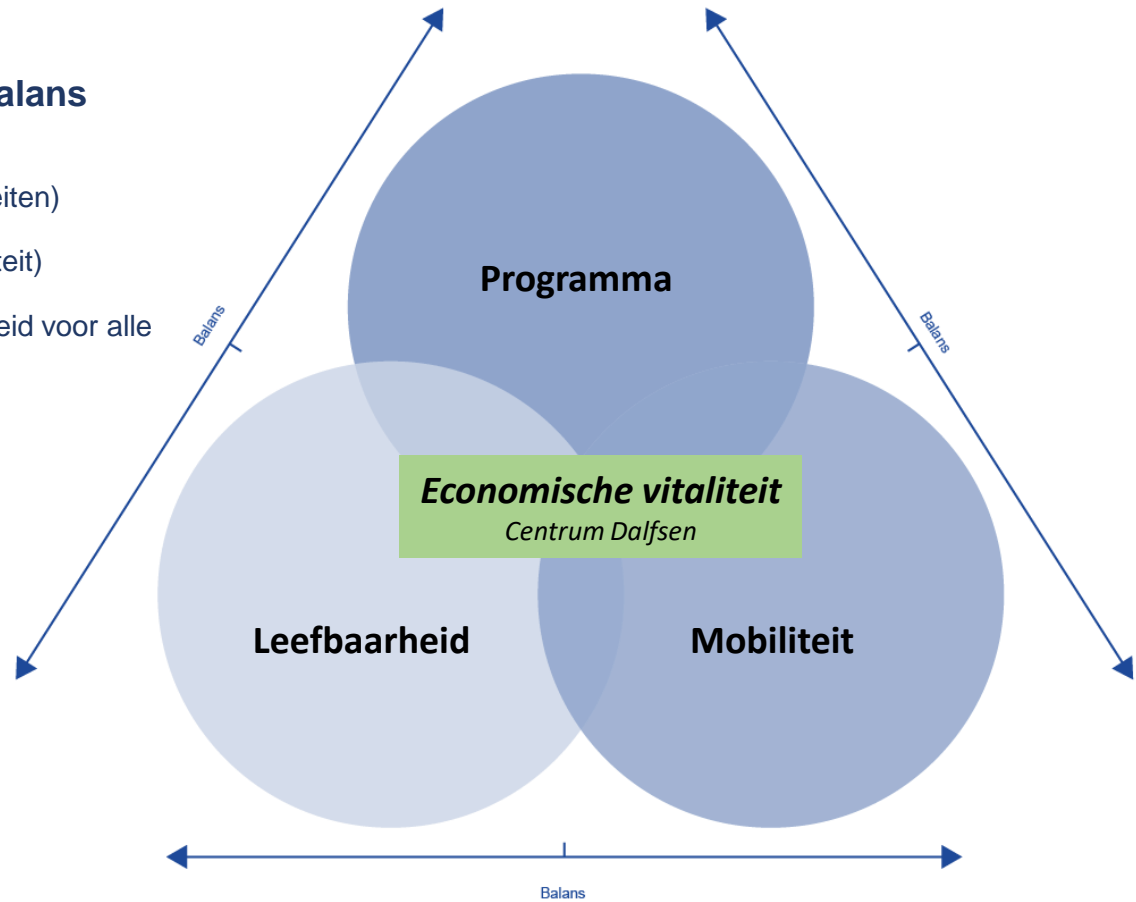 alans
eiten)
teit)
eid voor alle
Balans
Balans
Programma
Economische vitaliteit
Centrum Dalfsen
Leefbaarheid
Mobiliteit
Balans